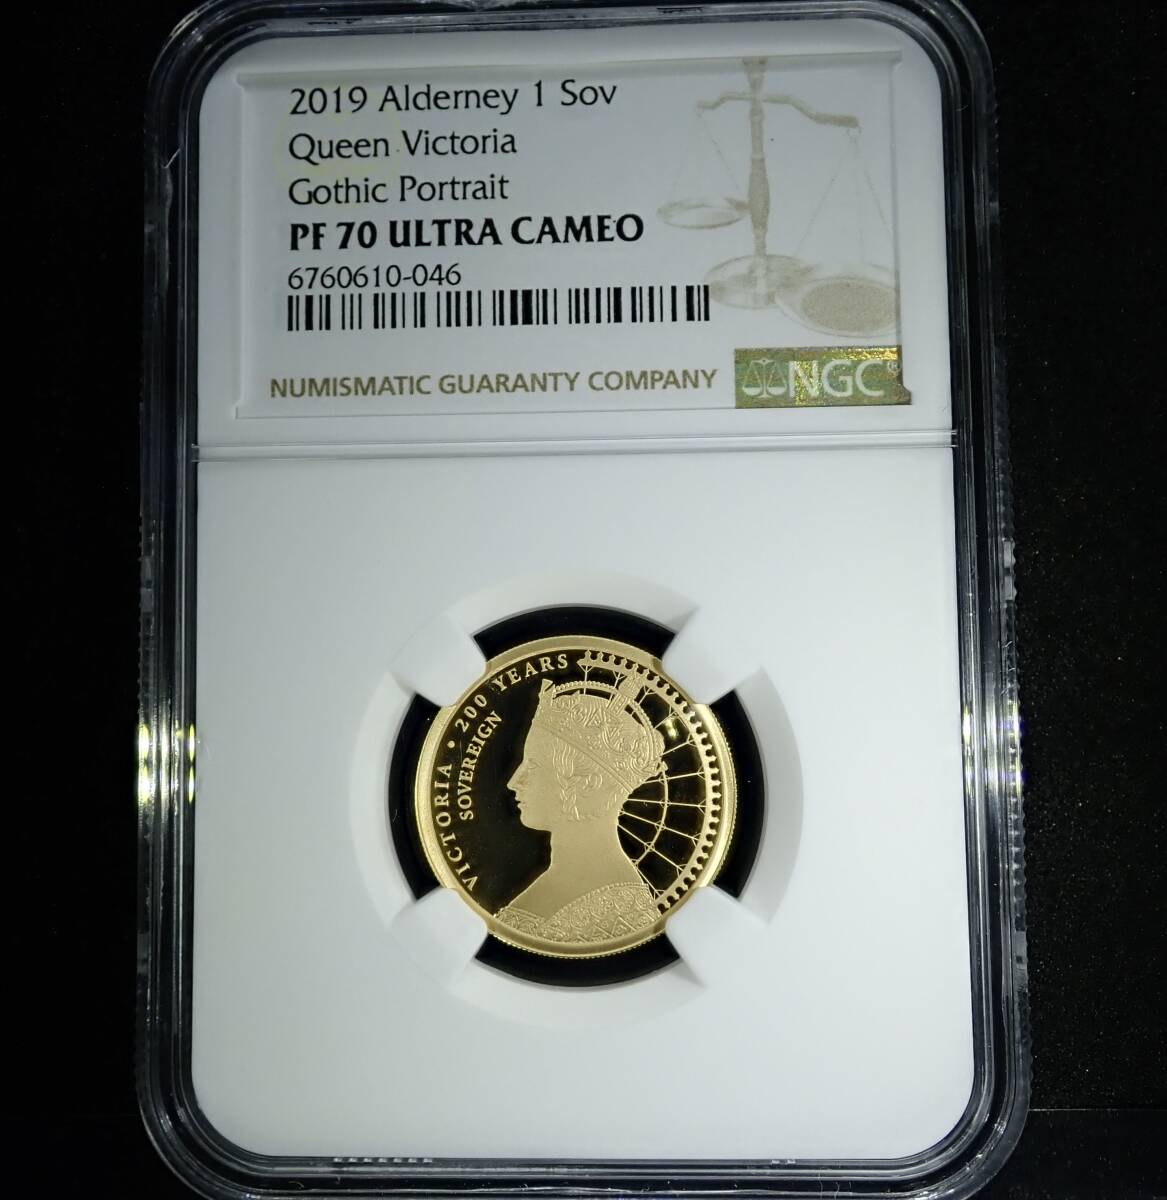 2019 Alderney 1 Sov
Queen Victoria
Gothic Portrait
PF 70 ULTRA CAMEO
6760610-046
NUMISMATIC GUARANTY COMPANY
NGC®
VICTORIA • 200 YEARS
SOVEREIGN